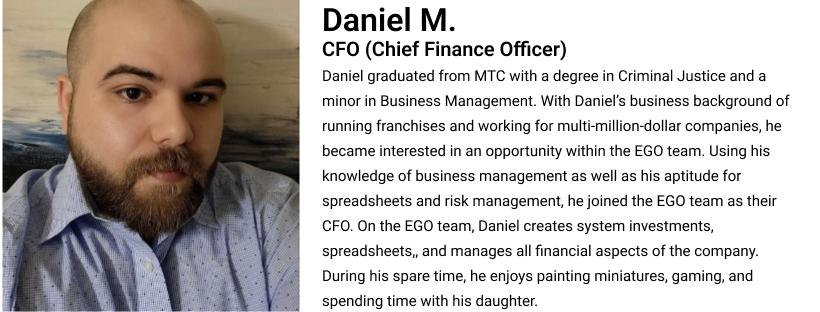 Daniel M.
CFO (Chief Finance Officer)
Daniel graduated from MTC with a degree in Criminal Justice and a
minor in Business Management. With Daniel's business background of
running franchises and working for multi-million-dollar companies, he
became interested in an opportunity within the EGO team. Using his
knowledge of business management as well as his aptitude for
spreadsheets and risk management, he joined the EGO team as their
CFO. On the EGO team, Daniel creates system investments,
spreadsheets,, and manages all financial aspects of the company.
During his spare time, he enjoys painting miniatures, gaming, and
spending time with his daughter.